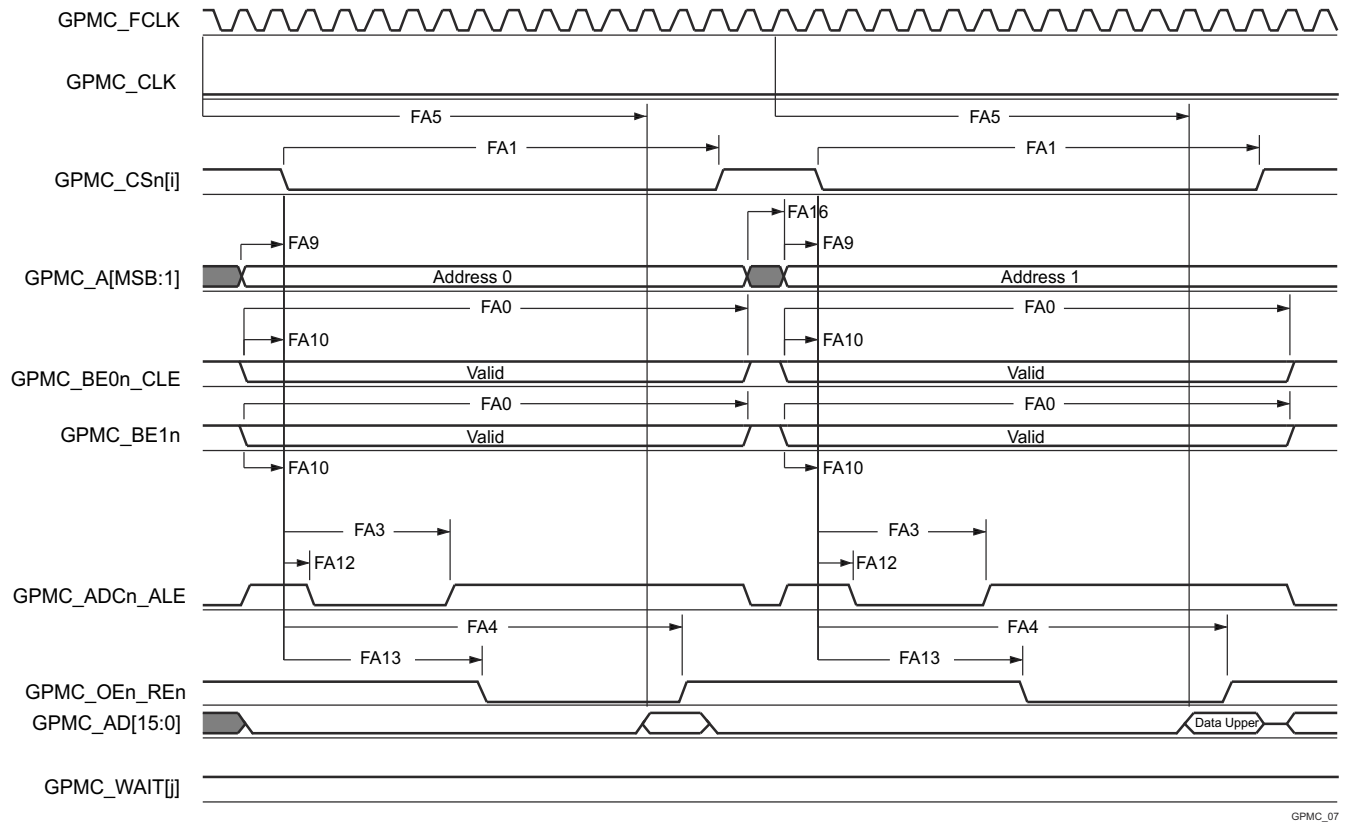 GPMC_FCLK
GPMC_CLK
FA5 FA5
FA1 FA1
GPMC_CSn[i]
FA16
FA9 FA9
GPMC_A[MSB:1] Address 0 Address 1
FA0 FA0
FA10 FA10
GPMC_BE0n_CLE Valid Valid
FA0 FA0
GPMC_BE1n Valid Valid
FA10 FA10
FA3 FA3
FA12 FA12
GPMC_ADCn_ALE
FA4 FA4
FA13 FA13
GPMC_OEn_REn
GPMC_AD[15:0] Data Upper
GPMC_WAIT[j]
GPMC_07